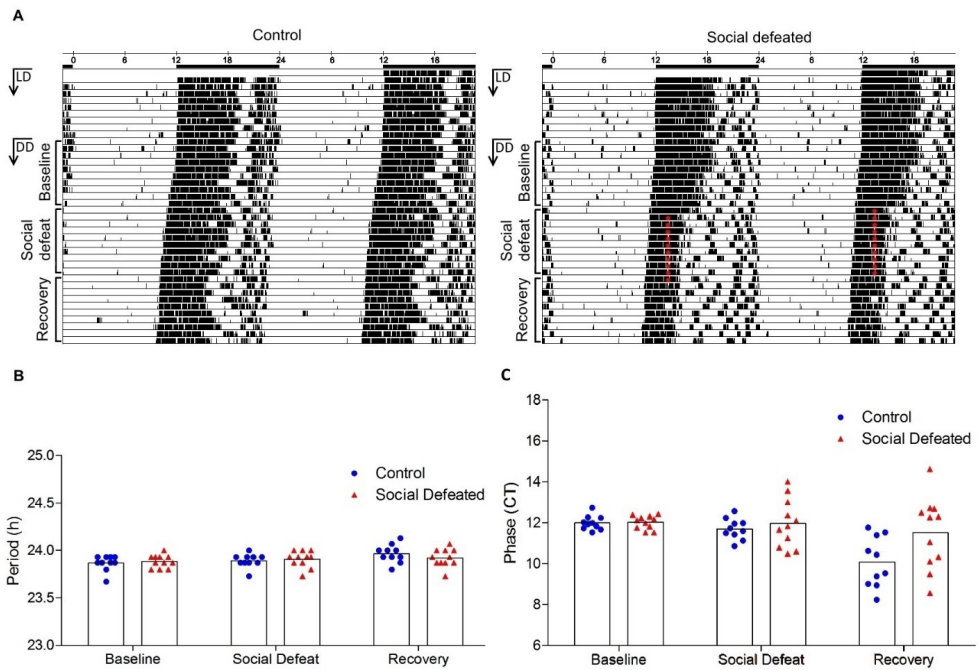 A
Control
Social defeated
0 6 12 18 24 6 12 18
0 6 12 18 24 6 12 18
LD
DD
Baseline
Social
defeat
Recovery
LD
DD
Baseline
Social
defeat
Recovery
B
Period (h)
25.0
24.5
24.0
23.5
23.0
Control
Social Defeated
Baseline Social Defeat Recovery
C
Phase (CT)
18
16
14
12
10
8
6
Control
Social Defeated
Baseline Social Defeat Recovery